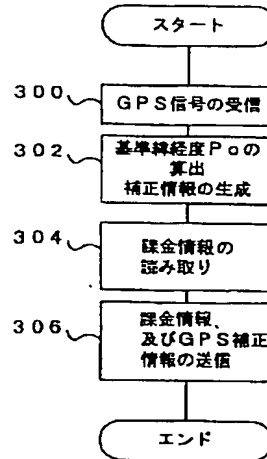 スタート
300
GPS信号の受信
302
基準緯経度Poの
算出
補正情報の生成
304
課金情報の
読み取り
306
課金情報、
及びGPS補正
情報の送信
エンド